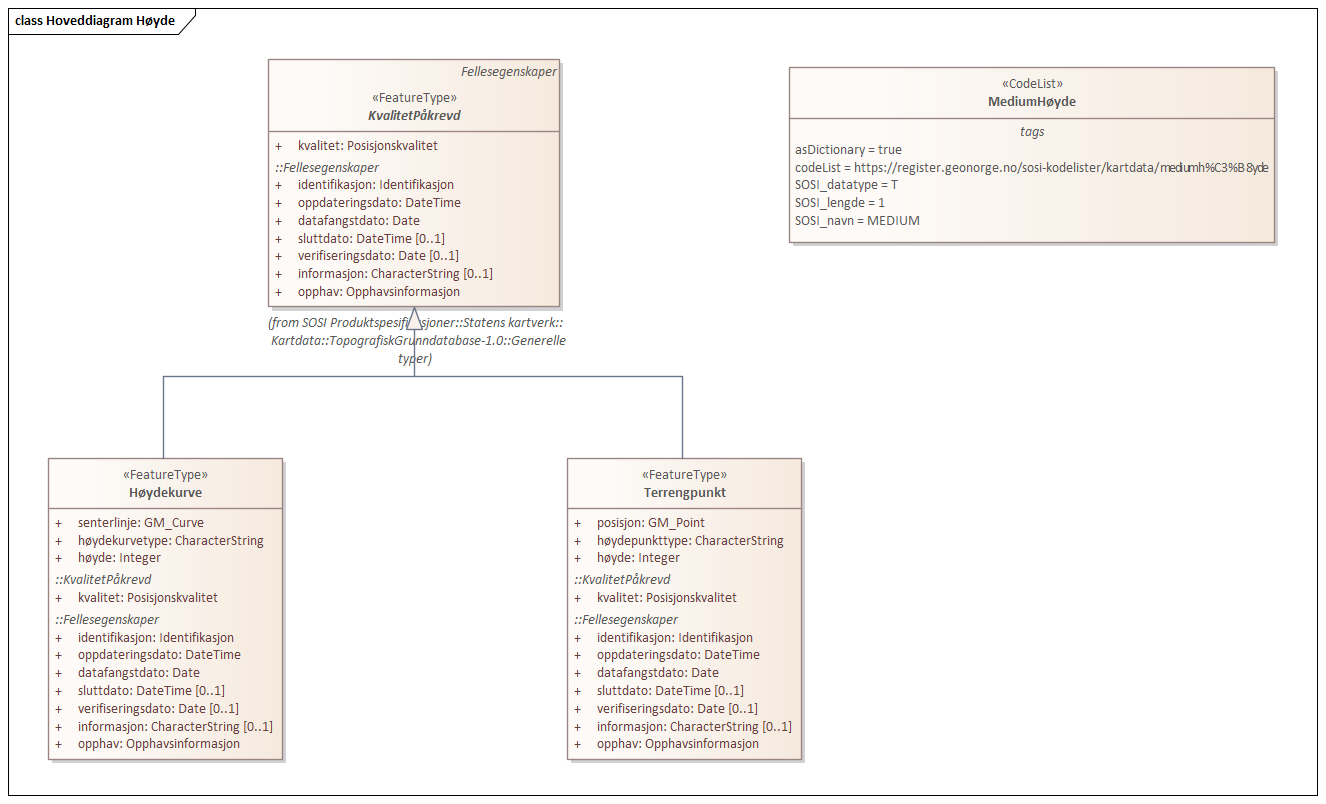 class Hoveddiagram Høyde
Fellesegenskaper
«FeatureType»
KvalitetPåkrevd
+ kvalitet: Posisjonskvalitet
::Fellesegenskaper
+ identifikasjon: Identifikasjon
+ oppdateringsdato: DateTime
+ datafangstdato: Date
+ sluttdato: DateTime [0..1]
+ verifiseringsdato: Date [0..1]
+ informasjon: CharacterString [0..1]
+ opphav: Opphavsinformasjon
(from SOSI Produktspesifikasjoner::Statens kartverk::
Kartdata::TopografiskGrunndatabase-1.0::Generelle
typer)
«CodeList»
MediumHøyde
tags
asDictionary = true
codeList = https://register.geonorge.no/sosi-kodelister/kartdata/mediumh%C3%B8yde
SOSI_datatype = T
SOSI_lengde = 1
SOSI_navn = MEDIUM
«FeatureType»
Høydekurve
+ senterlinje: GM_Curve
+ høydekurvetype: CharacterString
+ høyde: Integer
::KvalitetPåkrevd
+ kvalitet: Posisjonskvalitet
::Fellesegenskaper
+ identifikasjon: Identifikasjon
+ oppdateringsdato: DateTime
+ datafangstdato: Date
+ sluttdato: DateTime [0..1]
+ verifiseringsdato: Date [0..1]
+ informasjon: CharacterString [0..1]
+ opphav: Opphavsinformasjon
«FeatureType»
Terrengpunkt
+ posisjon: GM_Point
+ høydepunkttype: CharacterString
+ høyde: Integer
::KvalitetPåkrevd
+ kvalitet: Posisjonskvalitet
::Fellesegenskaper
+ identifikasjon: Identifikasjon
+ oppdateringsdato: DateTime
+ datafangstdato: Date
+ sluttdato: DateTime [0..1]
+ verifiseringsdato: Date [0..1]
+ informasjon: CharacterString [0..1]
+ opphav: Opphavsinformasjon